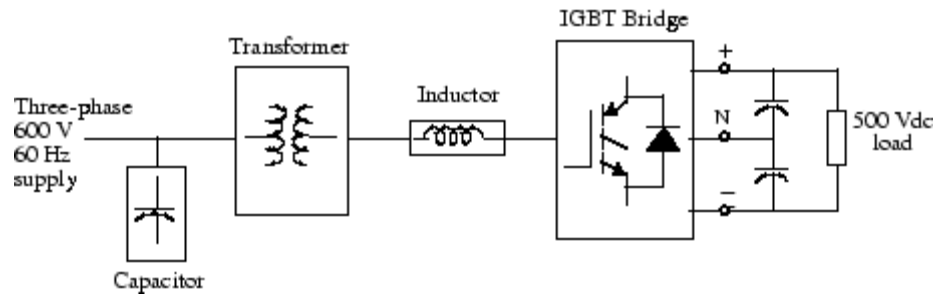 IGBT Bridge
Transformer
Inductor
Three-phase
600 V
60 Hz
supply
+
N
−
500 Vdc
load
Capacitor